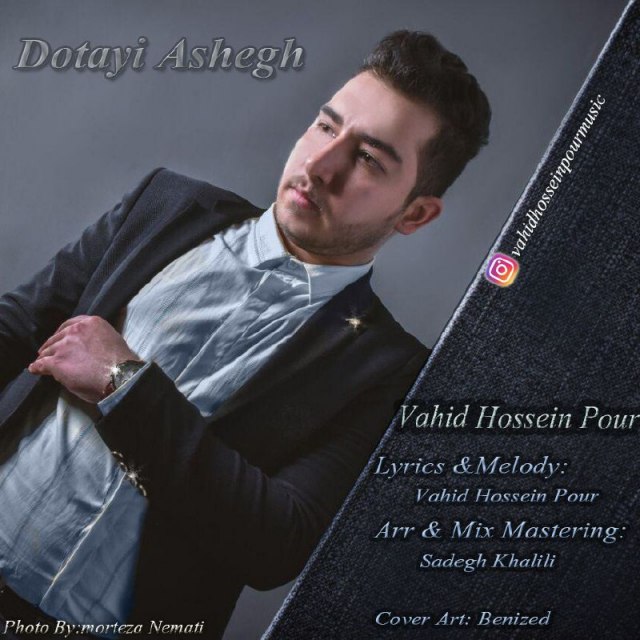 Dotayi Ashegh
vahidhosseinpourmusic
Vahid Hossein Pour
Lyrics &Melody:
Vahid Hossein Pour
Arr & Mix Mastering:
Sadegh Khalili
Cover Art: Benized
Photo By:morteza Nemati